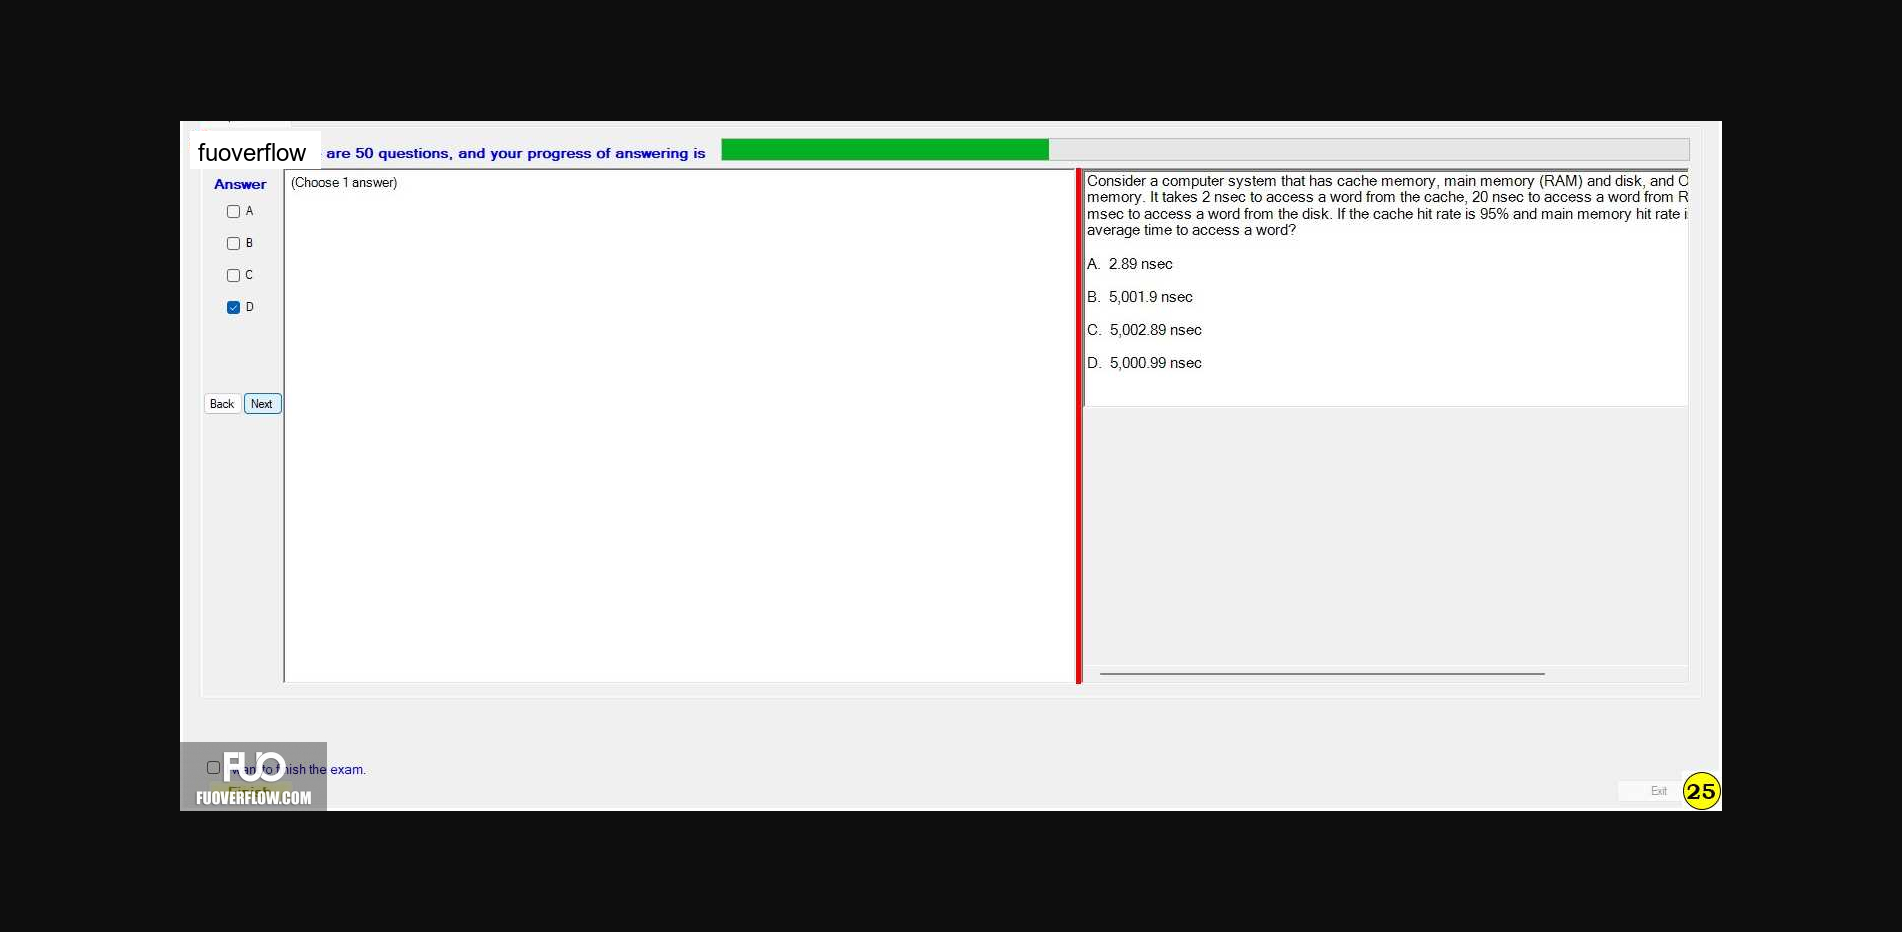 fuoverflow are 50 questions, and your progress of answering is
Answer
(Choose 1 answer)
A
B
C
D
Back Next
Consider a computer system that has cache memory, main memory (RAM) and disk, and
memory. It takes 2 nsec to access a word from the cache, 20 nsec to access a word from
msec to access a word from the disk. If the cache hit rate is 95% and main memory hit rate
average time to access a word?
A. 2.89 nsec
B. 5,001.9 nsec
C. 5,002.89 nsec
D. 5,000.99 nsec
the exam.
FUO
FUOVERFLOW.COM
Exit
25